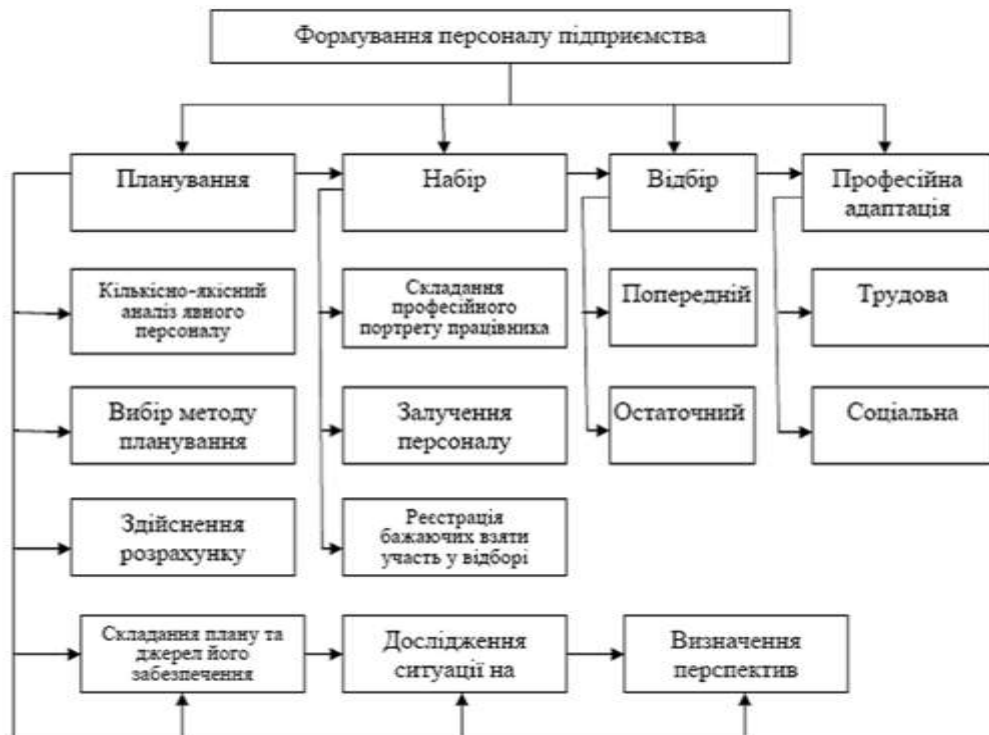 Формування персоналу підприємства
Планування
Набір
Відбір
Професійна
адаптація
Кількісно-якісний
аналіз явного
персоналу
Складання
професійного
портрету працівника
Попередній
Трудова
Вибір методу
планування
Залучення
персоналу
Остаточний
Соціальна
Здійснення
розрахунку
Реєстрація
бажаючих взяти
участь у відборі
Складання плану та
джерел його
забезпечення
Дослідження
ситуації на
Визначення
перспектив